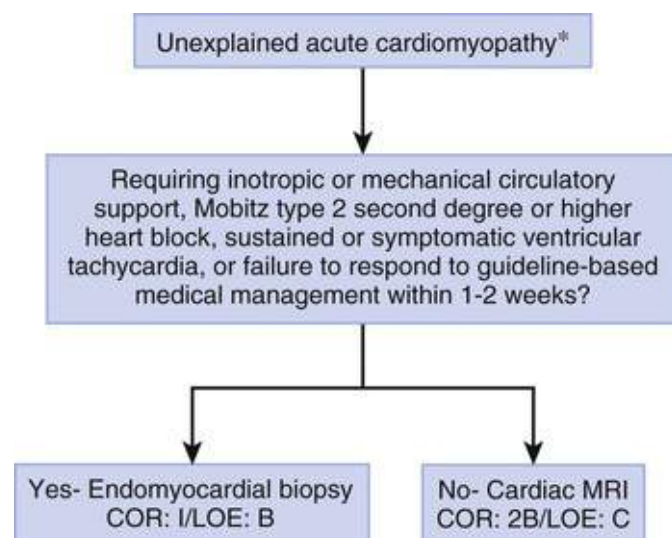 Unexplained acute cardiomyopathy*
Requiring inotropic or mechanical circulatory
support, Mobitz type 2 second degree or higher
heart block, sustained or symptomatic ventricular
tachycardia, or failure to respond to guideline-based
medical management within 1-2 weeks?
Yes- Endomyocardial biopsy
COR: I/LOE: B
No- Cardiac MRI
COR: 2B/LOE: C